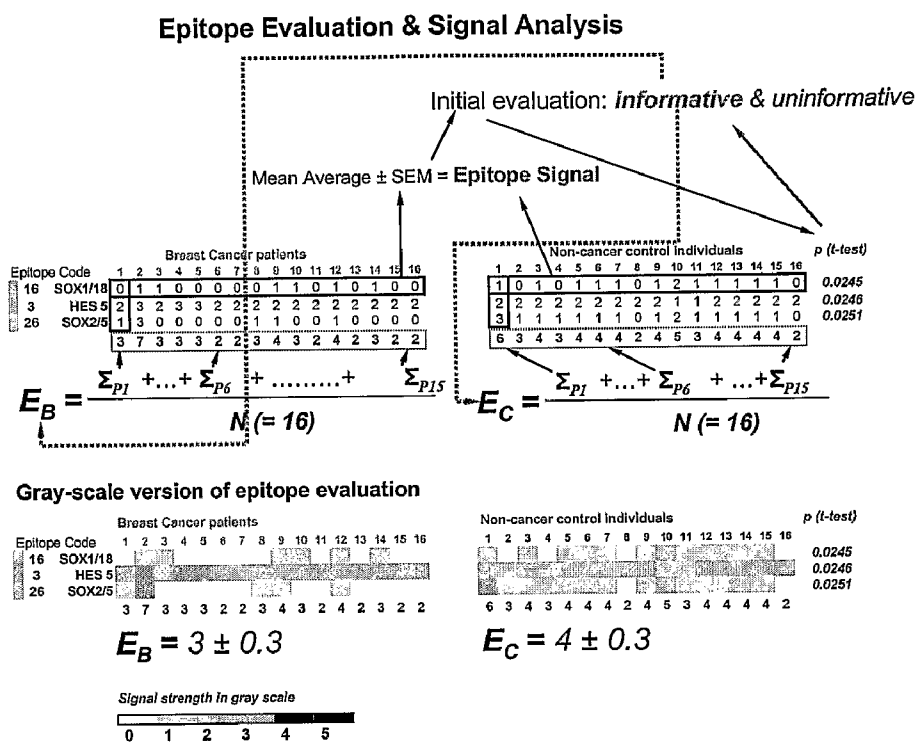 Epitope Evaluation & Signal Analysis
Initial evaluation: informative & uninformative
Mean Average ± SEM = Epitope Signal
Breast Cancer patients
Non-cancer control individuals
p (t-test)
Epitope Code
1 2 3 4 5 6 7 8 9 10 11 12 13 14 15 16
1 2 3 4 5 6 7 8 9 10 11 12 13 14 15 16
16 SOX1/18
0 1 1 0 0 0 0 0 1 1 0 1 0 1 0 0
1 0 1 0 1 1 1 0 1 2 1 1 1 1 1 0
0.0245
3 HES 5
2 3 2 3 3 2 2 2 2 2 2 2 2 2 2 2
2 2 2 2 2 2 2 2 2 1 1 2 2 2 2 2
0.0246
26 SOX2/5
1 3 0 0 0 0 0 1 1 0 0 1 0 0 0 0
3 1 1 1 1 1 1 0 1 2 1 1 1 1 1 0
0.0251
3 7 3 3 3 2 2 3 4 3 2 4 2 3 2 2
6 3 4 3 4 4 4 2 4 5 3 4 4 4 4 2
E_B = Σ_P1 +...+ Σ_P6 + ......... + Σ_P15
N (= 16)
E_C = Σ_P1 +...+ Σ_P6 + ...+ Σ_P15
N (= 16)
Gray-scale version of epitope evaluation
Breast Cancer patients
Non-cancer control individuals
p (t-test)
Epitope Code
1 2 3 4 5 6 7 8 9 10 11 12 13 14 15 16
1 2 3 4 5 6 7 8 9 10 11 12 13 14 15 16
16 SOX1/18
0.0245
3 HES 5
0.0246
26 SOX2/5
0.0251
3 7 3 3 3 2 2 3 4 3 2 4 2 3 2 2
6 3 4 3 4 4 4 2 4 5 3 4 4 4 4 2
E_B = 3 ± 0.3
E_C = 4 ± 0.3
Signal strength in gray scale
0 1 2 3 4 5